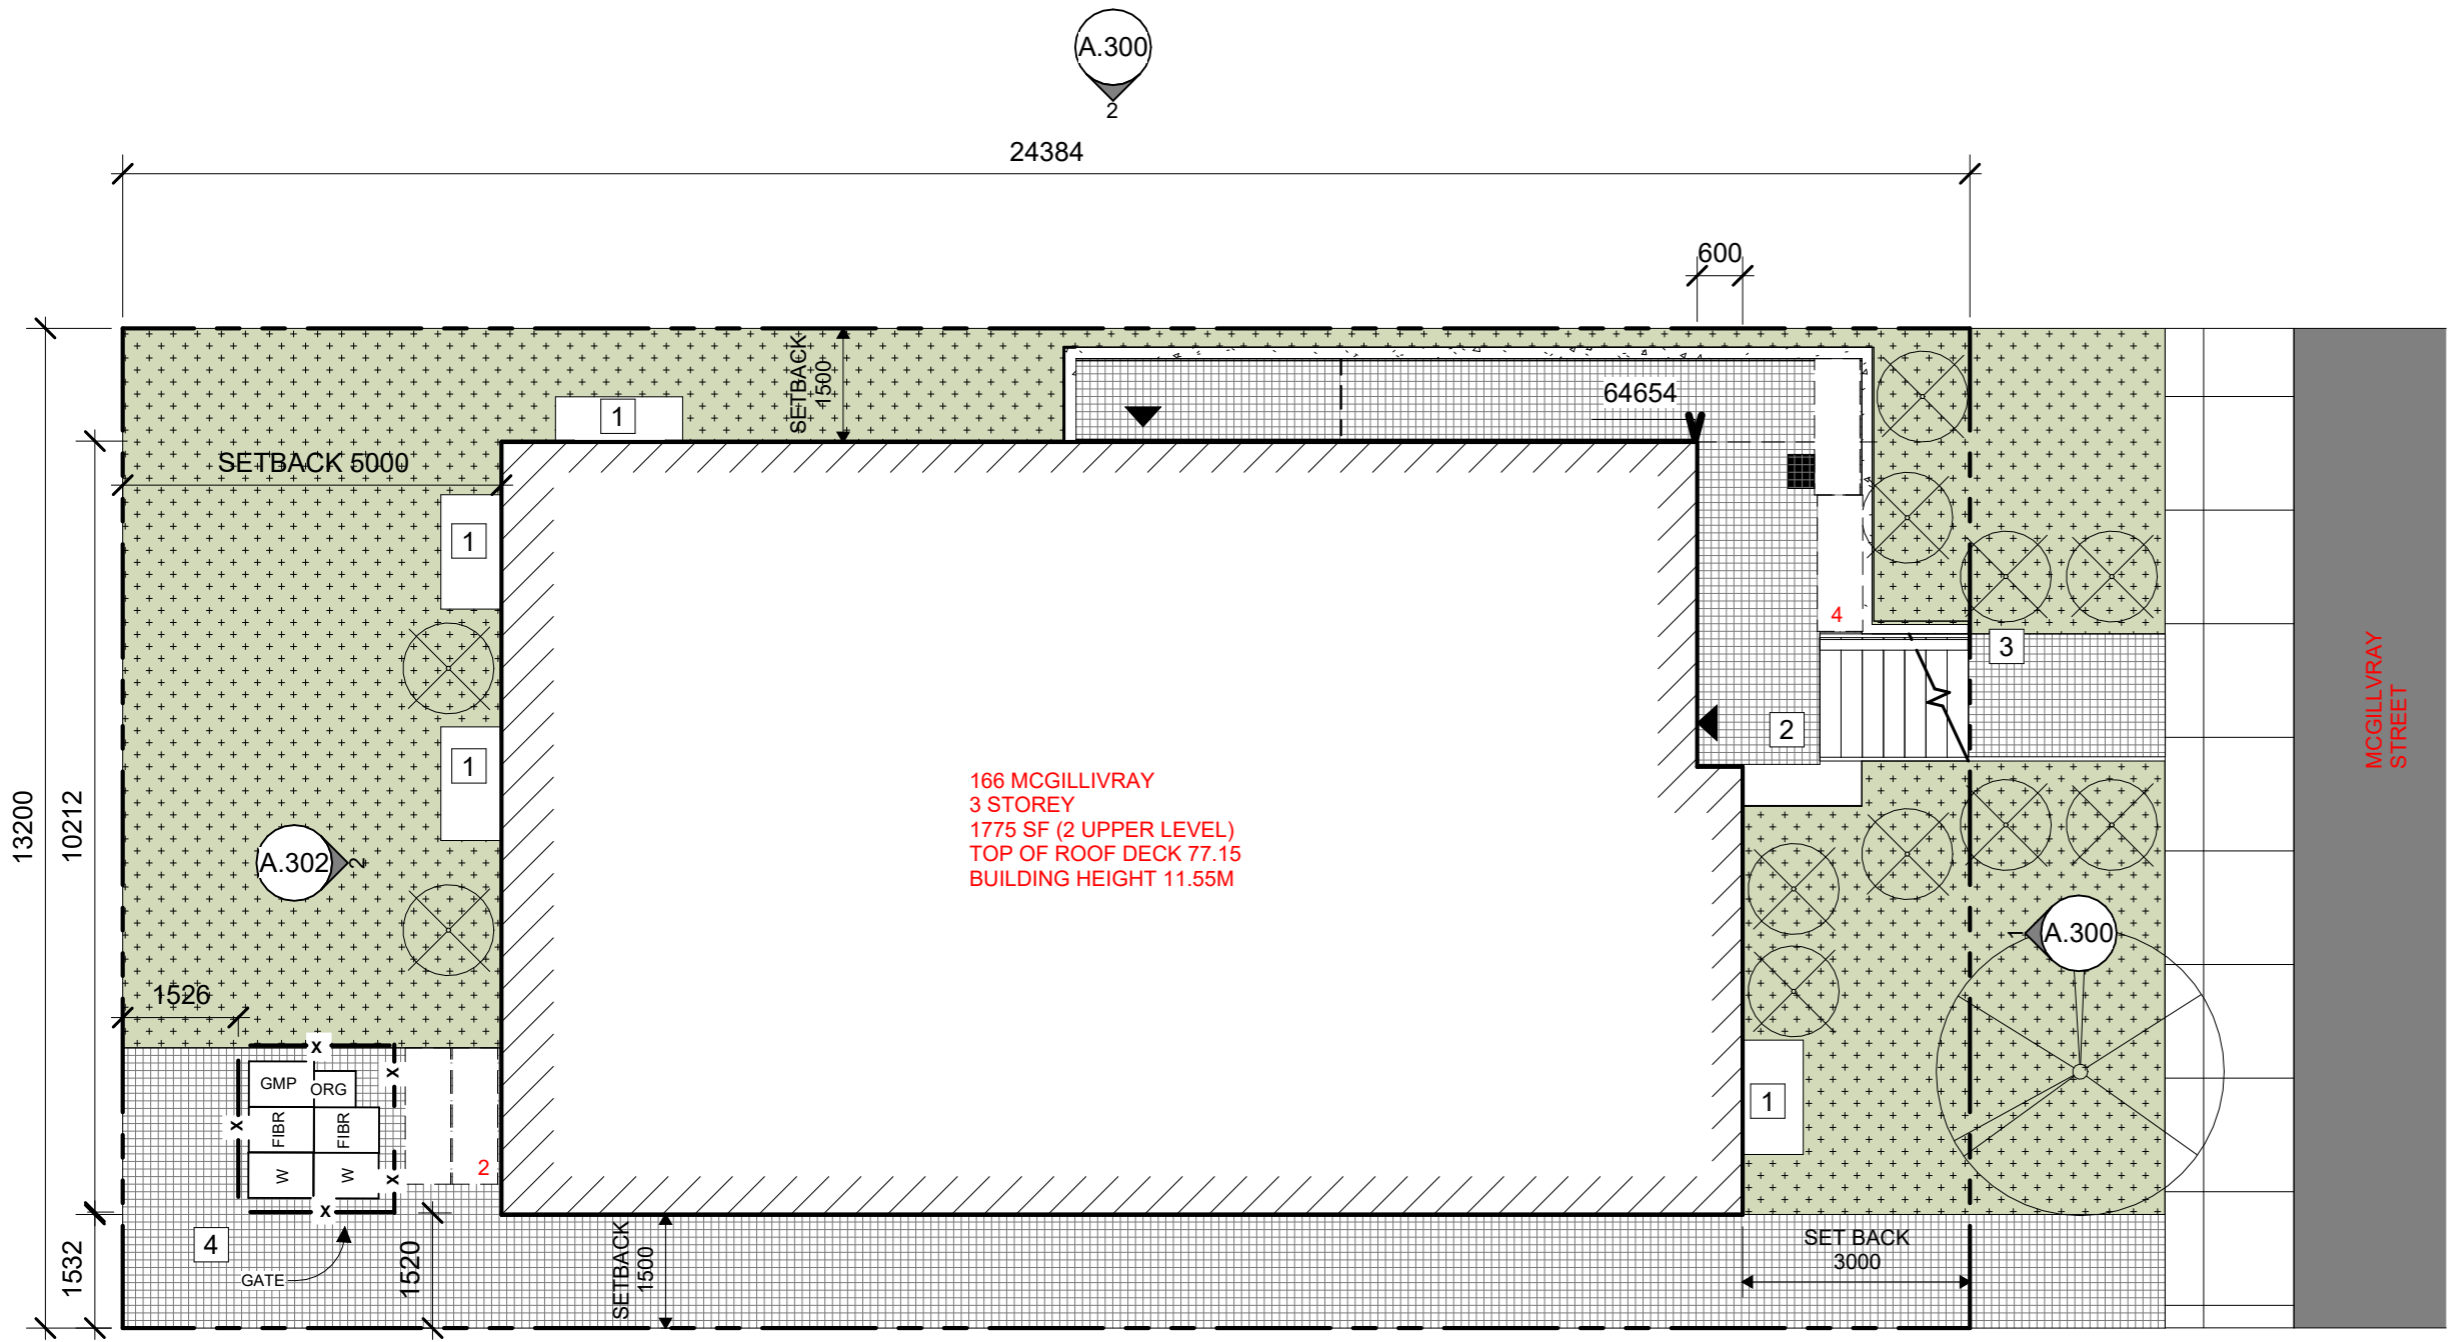 A.300
2
24384
600
SETBACK
1500
64654
1
SETBACK 5000
1
4
3
MCGILLVRAY
STREET
2
1
166 MCGILLIVRAY
3 STOREY
1775 SF (2 UPPER LEVEL)
TOP OF ROOF DECK 77.15
BUILDING HEIGHT 11.55M
13200
10212
A.302
2
1
A.300
1526
X
GMP
ORG
X
1
X
FIBR
FIBR
W
W
X
2
X
4
GATE
1532
1520
SETBACK
1500
SET BACK
3000